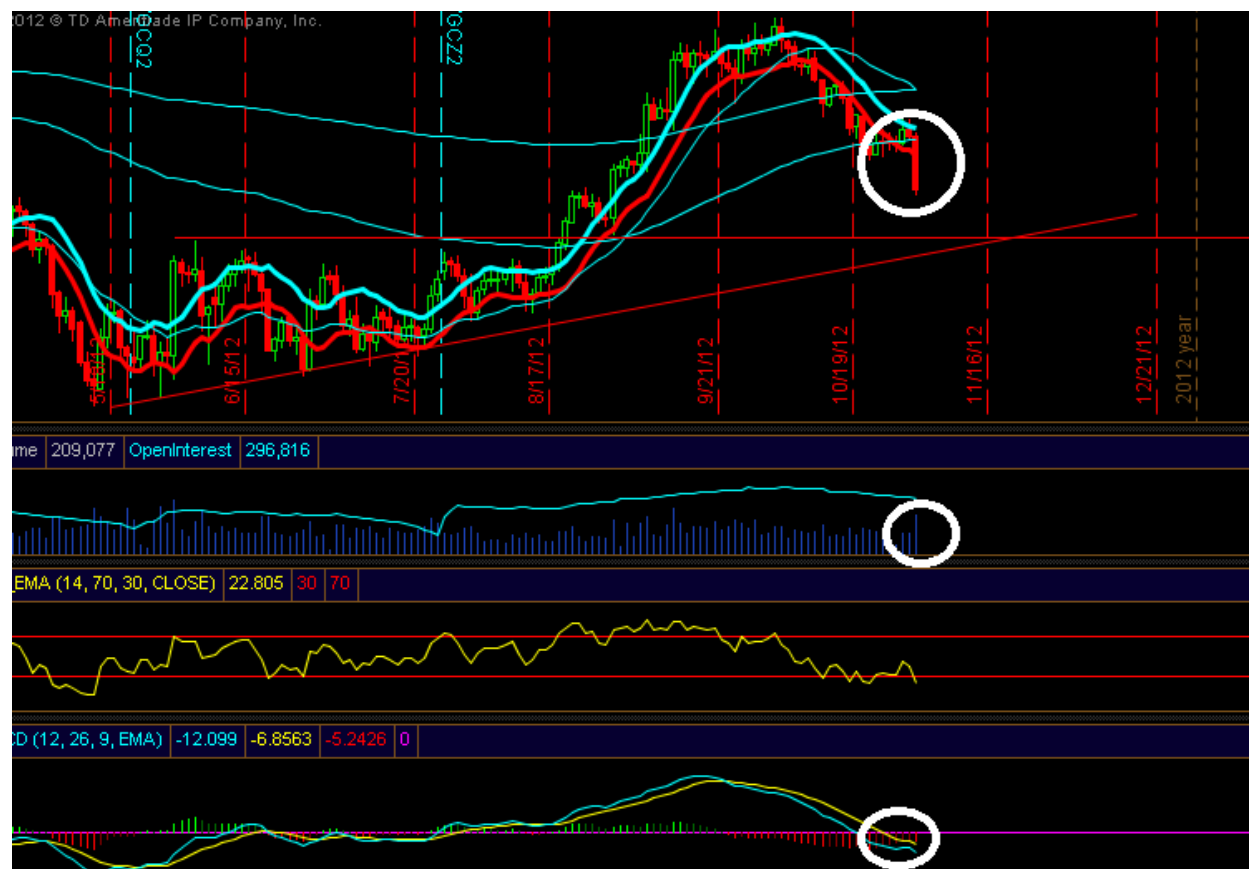 2012 © TD Ameritrade IP Company, Inc.
/GCQ2
/GCZ2
6/15/12
7/20/1
8/17/12
9/21/12
10/19/12
11/16/12
12/21/12
2012 year
ume 209,077 OpenInterest 296,816
_EMA (14, 70, 30, CLOSE) 22.805 30 70
CD (12, 26, 9, EMA) -12.099 -6.8563 -5.2426 0